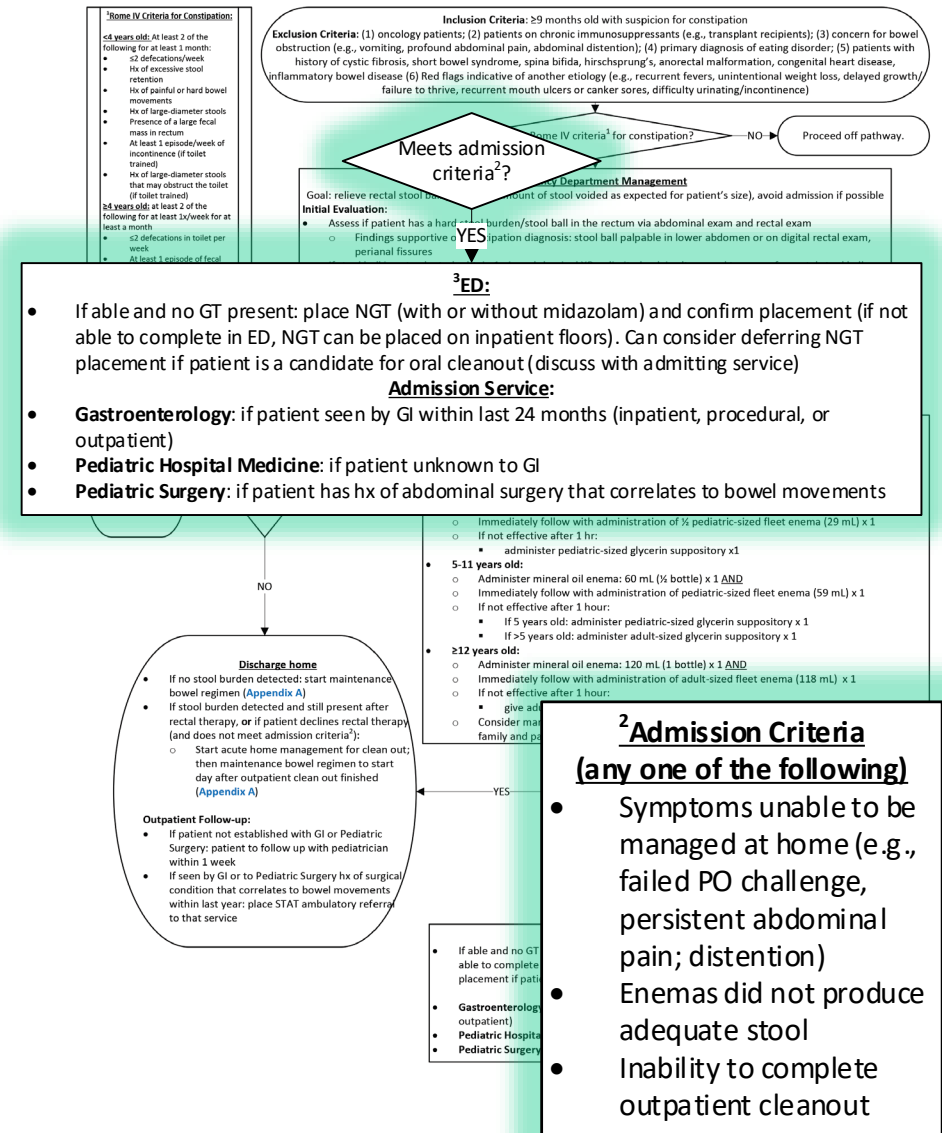 ¹Rome IV Criteria for Constipation:
<4 years old: At least 2 of the
following for at least 1 month:
• ≤2 defecations/week
• Hx of excessive stool
retention
• Hx of painful or hard bowel
movements
• Hx of large-diameter stools
• Presence of a large fecal
mass in rectum
• At least 1 episode/week of
incontinence (if toilet
trained)
• Hx of large-diameter stools
that may obstruct the toilet
(if toilet trained)
≥4 years old: at least 2 of the
following for at least 1x/week for at
least a month
• ≤2 defecations in toilet per
week
• At least 1 episode of fecal
Inclusion Criteria: ≥9 months old with suspicion for constipation
Exclusion Criteria: (1) oncology patients; (2) patients on chronic immunosuppressants (e.g., transplant recipients); (3) concern for bowel
obstruction (e.g., vomiting, profound abdominal pain, abdominal distention); (4) primary diagnosis of eating disorder; (5) patients with
history of cystic fibrosis, short bowel syndrome, spina bifida, hirschsprung's, anorectal malformation, congenital heart disease,
inflammatory bowel disease (6) Red flags indicative of another etiology (e.g., recurrent fevers, unintentional weight loss, delayed growth/
failure to thrive, recurrent mouth ulcers or canker sores, difficulty urinating/incontinence)
Rome IV criteria¹ for constipation?
NO
Proceed off pathway.
Meets admission
criteria²?
Department Management
Goal: relieve rectal stool of stool voided as expected for patient's size), avoid admission if possible
Initial Evaluation:
• Assess if patient has a hard stool burden/stool ball in the rectum via abdominal exam and rectal exam
○ Findings supportive of constipation diagnosis: stool ball palpable in lower abdomen or on digital rectal exam,
perianal fissures
YES
³ED:
• If able and no GT present: place NGT (with or without midazolam) and confirm placement (if not
able to complete in ED, NGT can be placed on inpatient floors). Can consider deferring NGT
placement if patient is a candidate for oral cleanout (discuss with admitting service)
Admission Service:
• Gastroenterology: if patient seen by GI within last 24 months (inpatient, procedural, or
outpatient)
• Pediatric Hospital Medicine: if patient unknown to GI
• Pediatric Surgery: if patient has hx of abdominal surgery that correlates to bowel movements
○ Immediately follow with administration of ½ pediatric-sized fleet enema (29 mL) x 1
○ If not effective after 1 hr:
▪ administer pediatric-sized glycerin suppository x1
• 5-11 years old:
○ Administer mineral oil enema: 60 mL (½ bottle) x 1 AND
○ Immediately follow with administration of pediatric-sized fleet enema (59 mL) x 1
○ If not effective after 1 hour:
▪ If 5 years old: administer pediatric-sized glycerin suppository x 1
▪ If >5 years old: administer adult-sized glycerin suppository x 1
• ≥12 years old:
○ Administer mineral oil enema: 120 mL (1 bottle) x 1 AND
○ Immediately follow with administration of adult-sized fleet enema (118 mL) x 1
○ If not effective after 1 hour:
▪ give
○ Consider
family and
NO
Discharge home
• If no stool burden detected: start maintenance
bowel regimen (Appendix A)
• If stool burden detected and still present after
rectal therapy, or if patient declines rectal therapy
(and does not meet admission criteria²):
○ Start acute home management for clean out;
then maintenance bowel regimen to start
day after outpatient clean out finished
(Appendix A)
Outpatient Follow-up:
• If patient not established with GI or Pediatric
Surgery: patient to follow up with pediatrician
within 1 week
• If seen by GI or to Pediatric Surgery hx of surgical
condition that correlates to bowel movements
within last year: place STAT ambulatory referral
to that service
YES
• If able and no GT
able to complete
placement if
• Gastroenterology
outpatient)
• Pediatric
• Pediatric Surgery
²Admission Criteria
(any one of the following)
• Symptoms unable to be
managed at home (e.g.,
failed PO challenge,
persistent abdominal
pain; distention)
• Enemas did not produce
adequate stool
• Inability to complete
outpatient cleanout